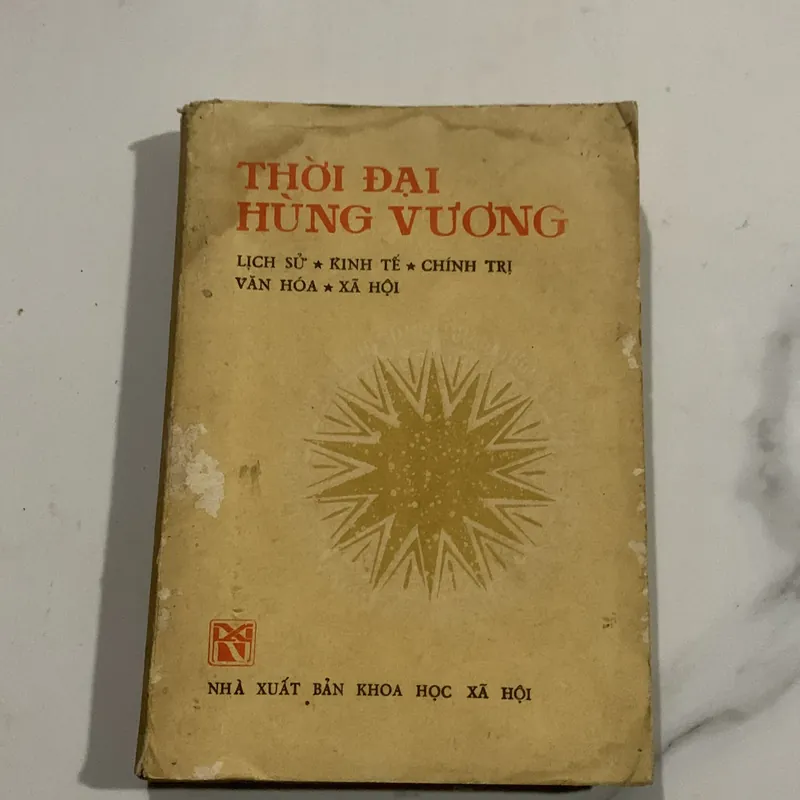 THỜI ĐẠI
HÙNG VƯƠNG
LỊCH SỬ ★ KINH TẾ ★ CHÍNH TRỊ
VĂN HÓA ★ XÃ HỘI
NHÀ XUẤT BẢN KHOA HỌC XÃ HỘI